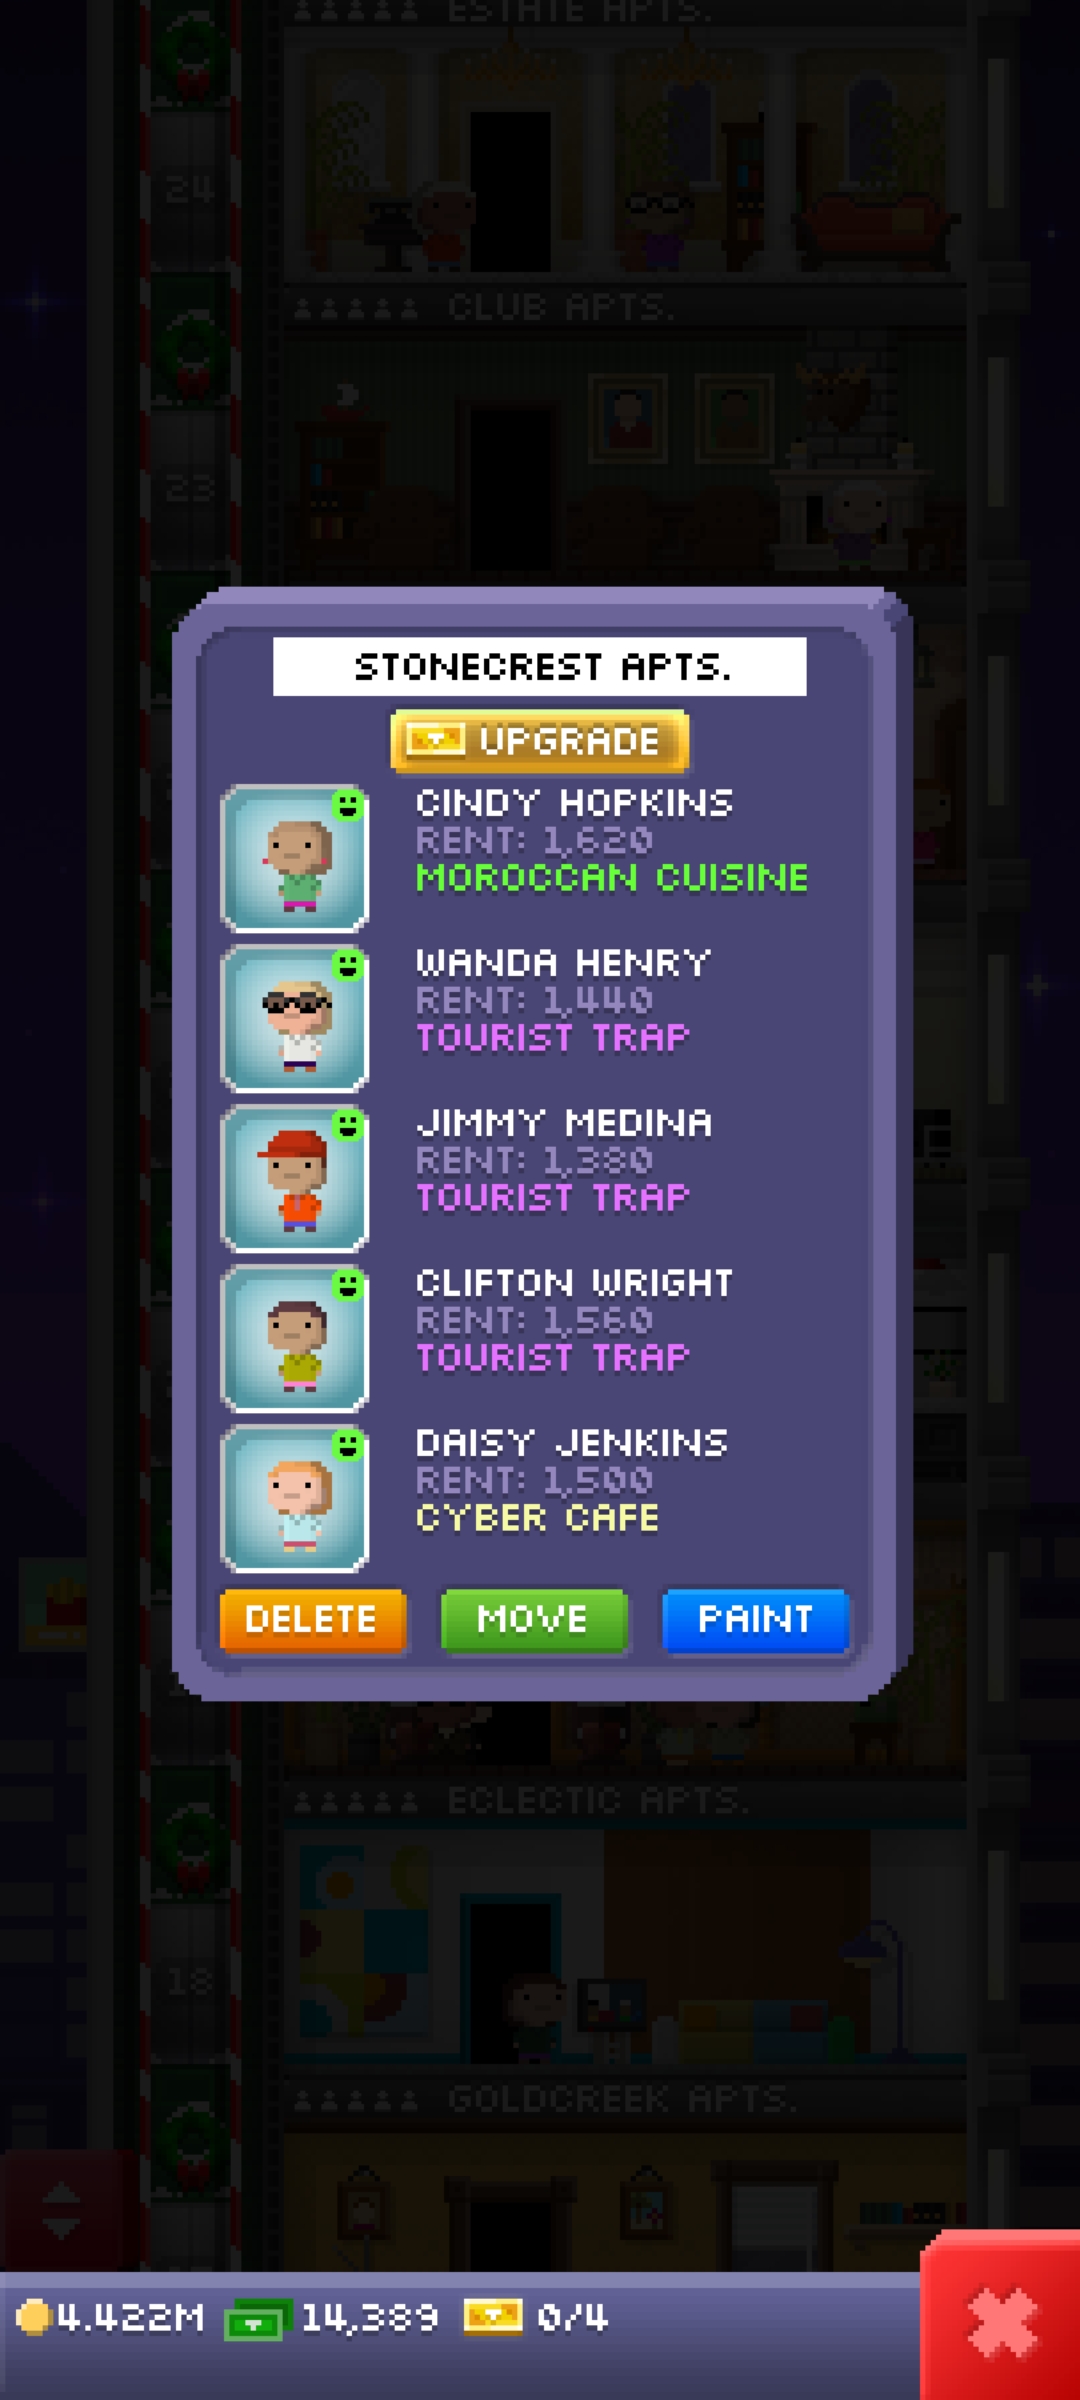 ESTATE APTS.
24
CLUB APTS.
23
STONECREST APTS.
UPGRADE
CINDY HOPKINS
RENT: 1,620
MOROCCAN CUISINE
WANDA HENRY
RENT: 1,440
TOURIST TRAP
JIMMY MEDINA
RENT: 1,380
TOURIST TRAP
CLIFTON WRIGHT
RENT: 1,560
TOURIST TRAP
DAISY JENKINS
RENT: 1,500
CYBER CAFE
DELETE MOVE PAINT
ECLECTIC APTS.
18
GOLDCREEK APTS.
4.422M 14,389 0/4